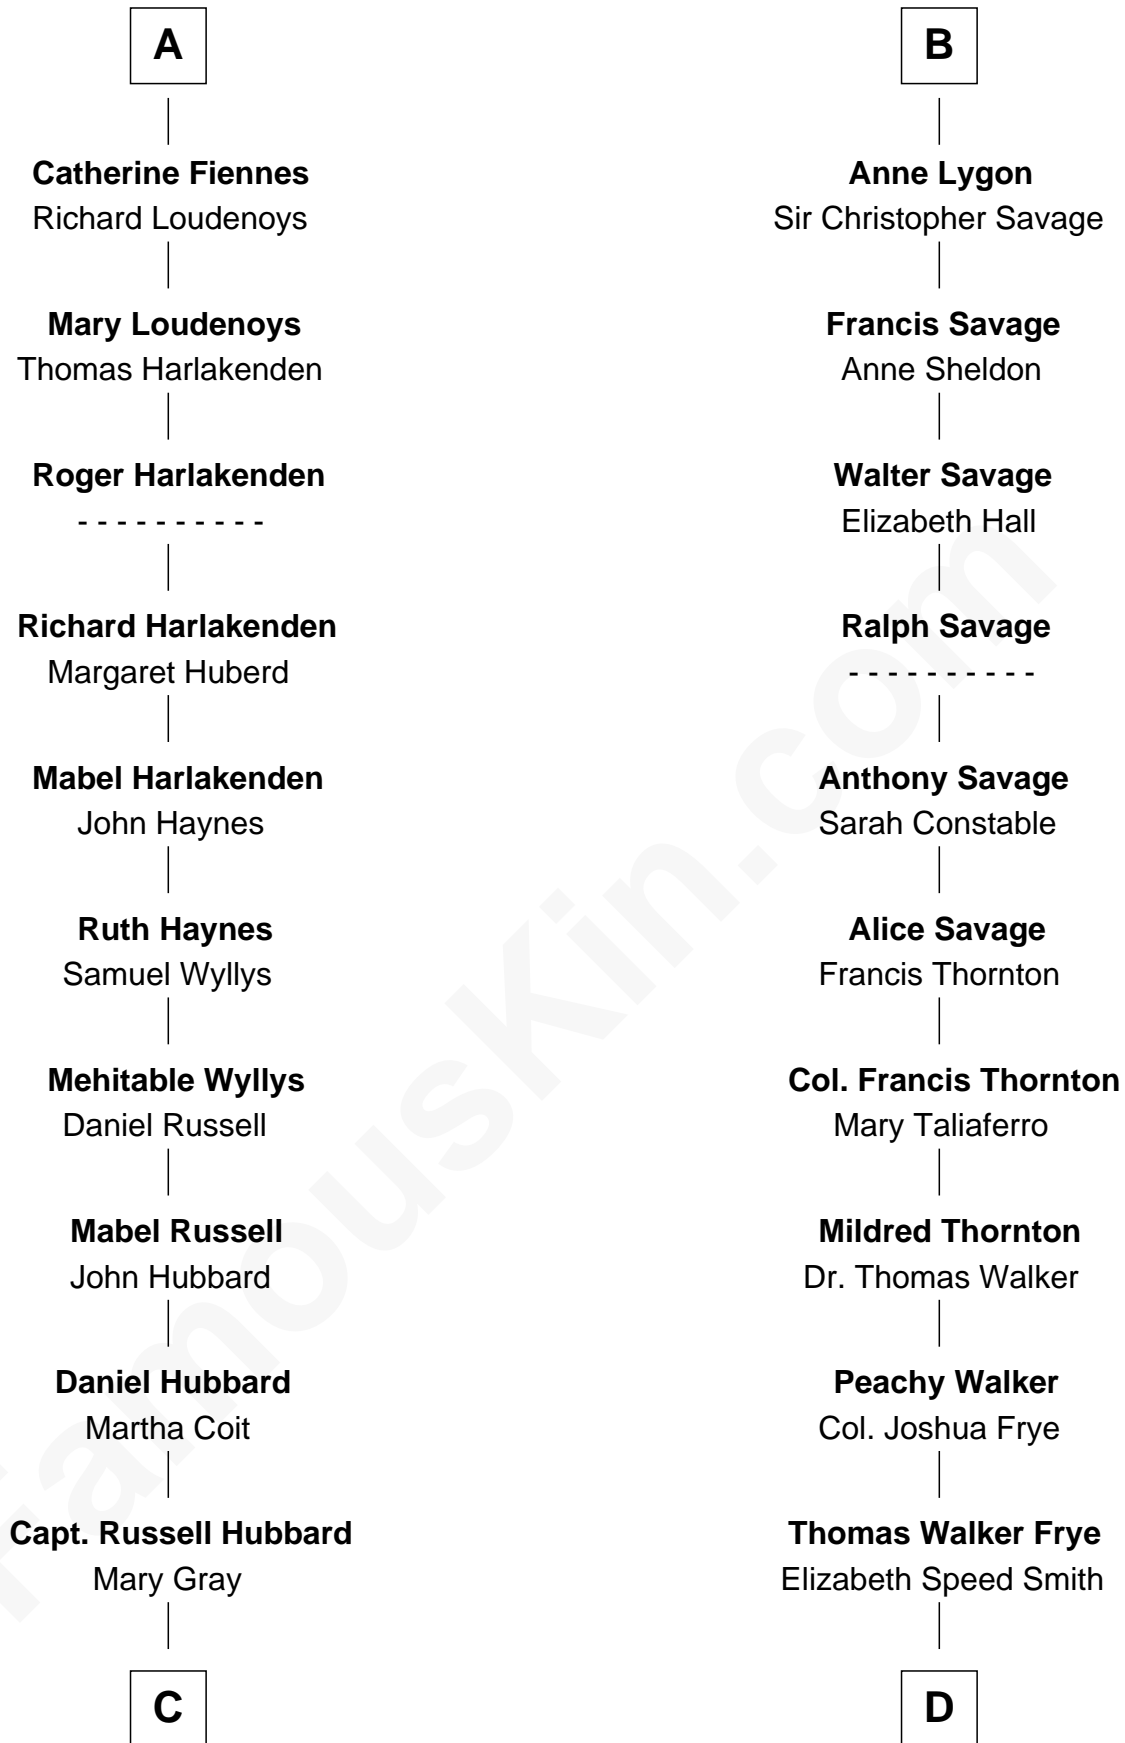 A
Catherine Fiennes
Richard Loudenoys
Mary Loudenoys
Thomas Harlakenden
Roger Harlakenden
- - - - - - - - - -
Richard Harlakenden
Margaret Huberd
Mabel Harlakenden
John Haynes
Ruth Haynes
Samuel Wyllys
Mehitable Wyllys
Daniel Russell
Mabel Russell
John Hubbard
Daniel Hubbard
Martha Coit
Capt. Russell Hubbard
Mary Gray
C
B
Anne Lygon
Sir Christopher Savage
Francis Savage
Anne Sheldon
Walter Savage
Elizabeth Hall
Ralph Savage
- - - - - - - - - -
Anthony Savage
Sarah Constable
Alice Savage
Francis Thornton
Col. Francis Thornton
Mary Taliaferro
Mildred Thornton
Dr. Thomas Walker
Peachy Walker
Col. Joshua Frye
Thomas Walker Frye
Elizabeth Speed Smith
D
FamousKin.com